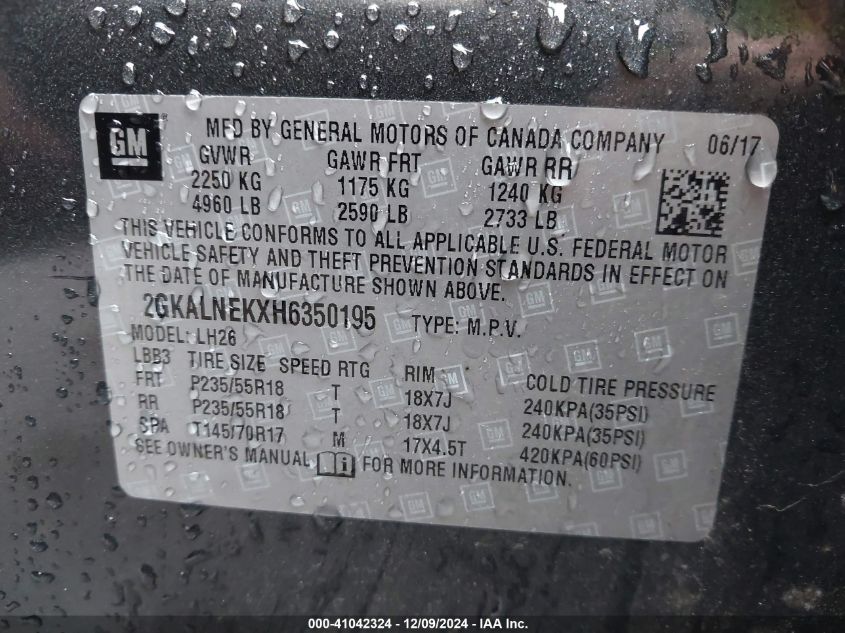 GM MFD BY GENERAL MOTORS OF CANADA COMPANY 06/17
GVWR GAWR FRT GAWR RR
2250 KG 1175 KG 1240 KG
4960 LB 2590 LB 2733 LB
THIS VEHICLE CONFORMS TO ALL APPLICABLE U.S. FEDERAL MOTOR
VEHICLE SAFETY AND THEFT PREVENTION STANDARDS IN EFFECT ON
THE DATE OF MANUFACTURE SHOWN ABOVE.
2GKALNEKXH6350195 TYPE: M.P.V.
MODEL: LH26
LBB3 TIRE SIZE SPEED RTG RIM COLD TIRE PRESSURE
FRT P235/55R18 T 18X7J 240KPA(35PSI)
RR P235/55R18 T 18X7J 240KPA(35PSI)
SPA T145/70R17 M 17X4.5T 420KPA(60PSI)
SEE OWNER'S MANUAL FOR MORE INFORMATION.
000-41042324 - 12/09/2024 - IAA Inc.